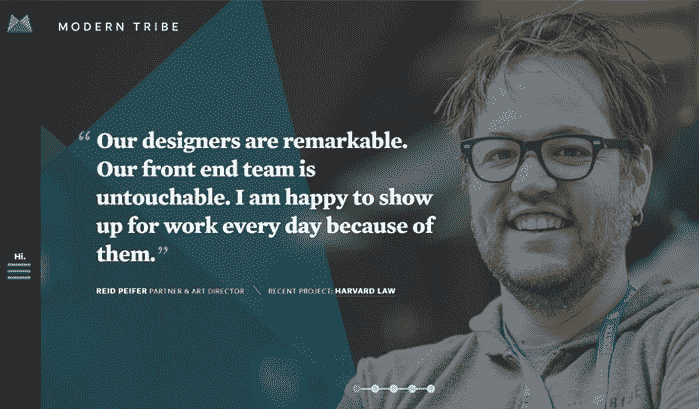 MODERN TRIBE
“Our designers are remarkable.
Our front end team is
untouchable. I am happy to show
up for work every day because of
them.”
Hi.
REID PEIFER PARTNER & ART DIRECTOR \ RECENT PROJECT: HARVARD LAW